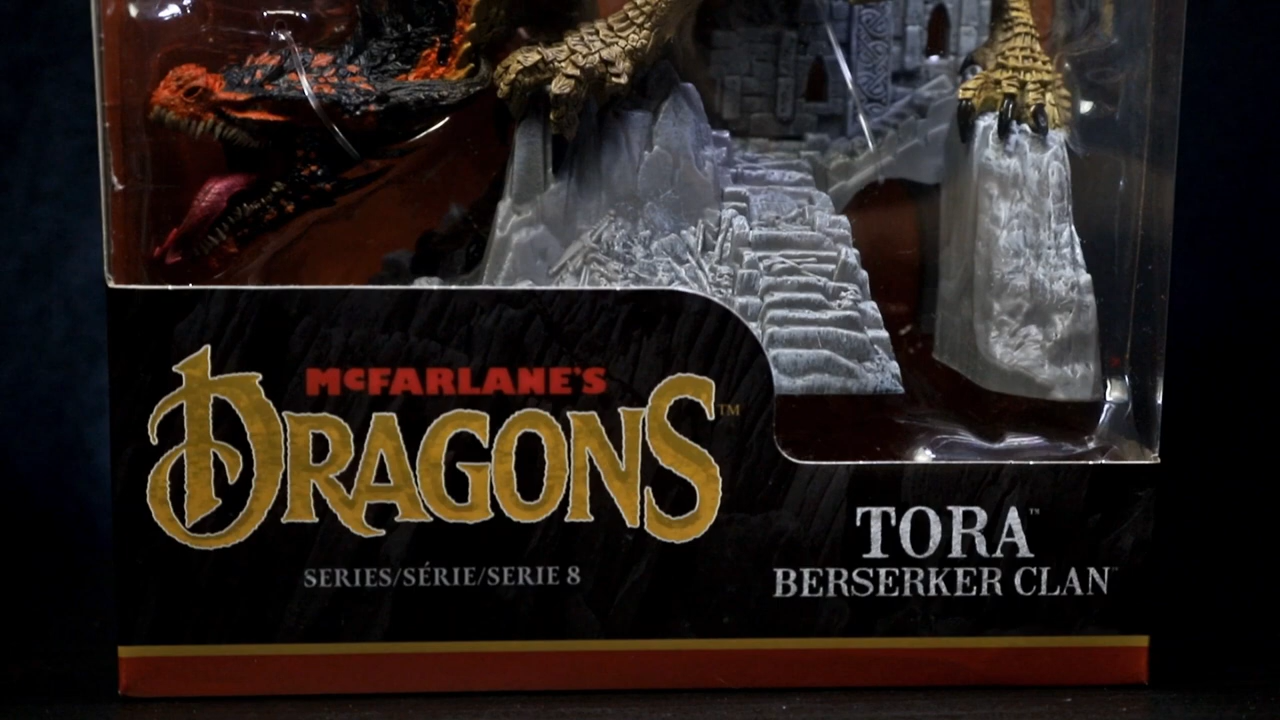 McFARLANE'S
DRAGONS™
SERIES/SÉRIE/SERIE 8
TORA™
BERSERKER CLAN™